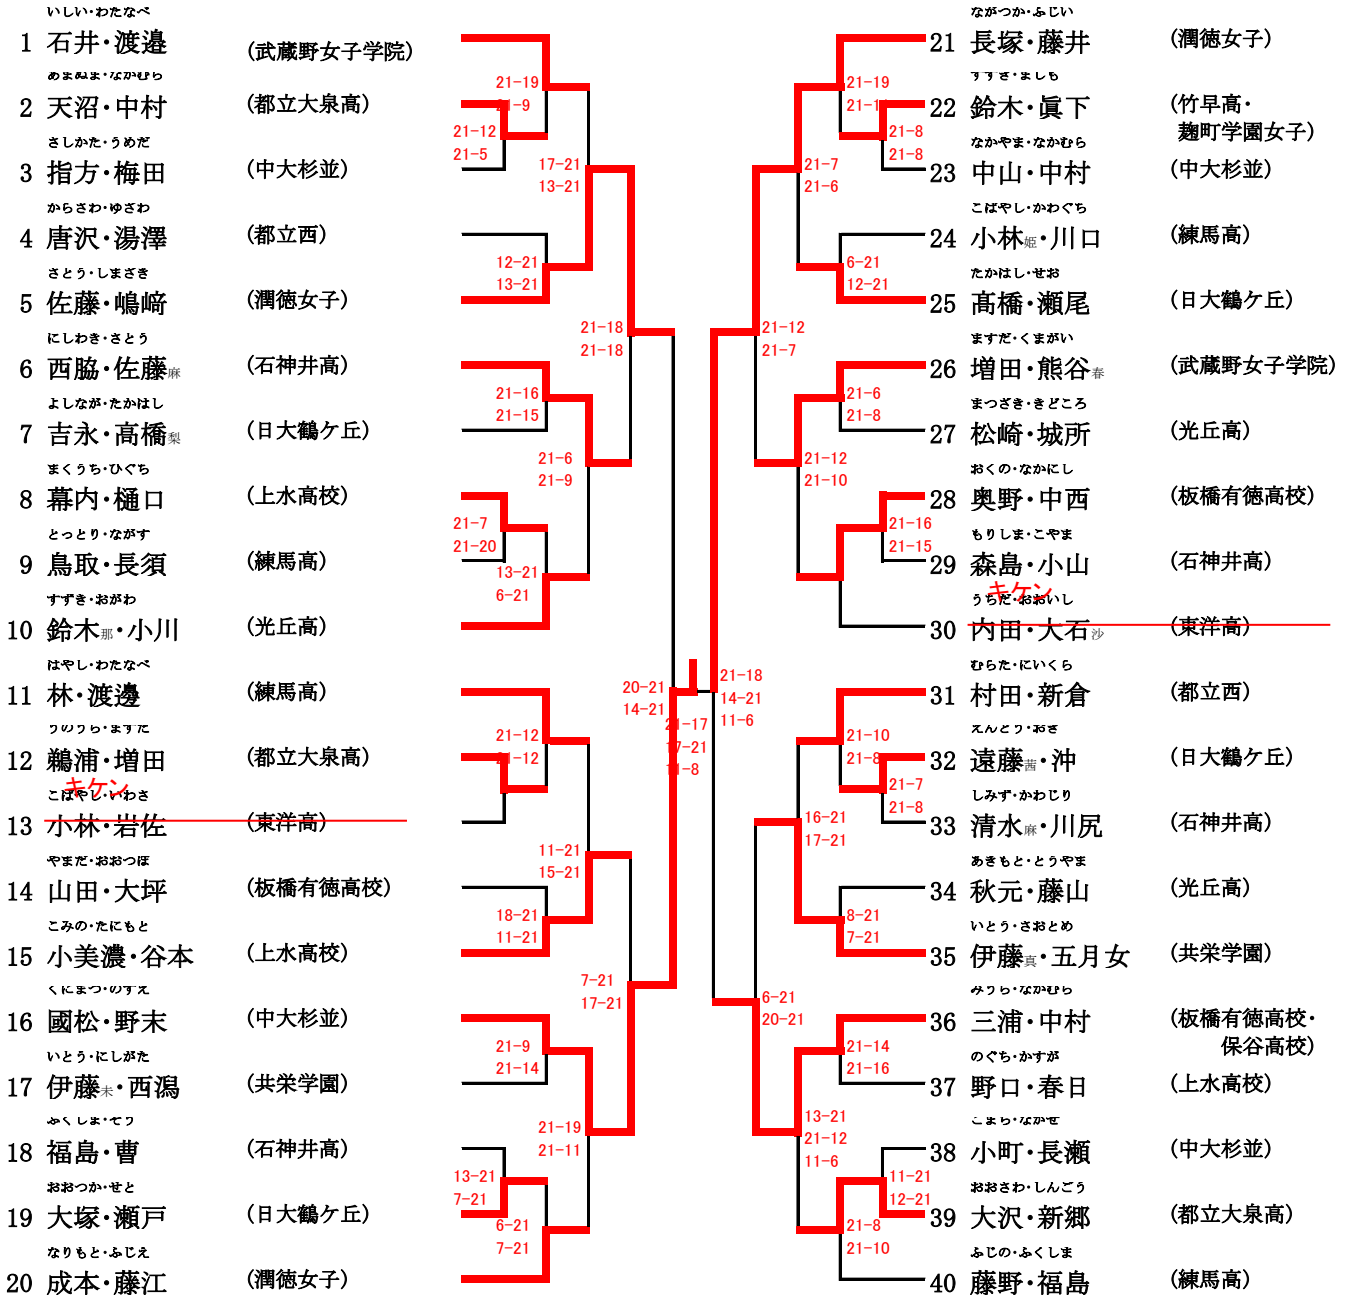 いしい・わたなべ
1 石井・渡邉 (武蔵野女子学院)
あまぬま・なかむら
2 天沼・中村 (都立大泉高)
さしかた・うめだ
3 指方・梅田 (中大杉並)
からさわ・ゆざわ
4 唐沢・湯澤 (都立西)
さとう・しまざき
5 佐藤・嶋﨑 (潤徳女子)
にしわき・さとう
6 西脇・佐藤麻 (石神井高)
よしなが・たかはし
7 吉永・高橋梨 (日大鶴ケ丘)
まくうち・ひぐち
8 幕内・樋口 (上水高校)
とっとり・ながす
9 鳥取・長須 (練馬高)
すずき・おがわ
10 鈴木那・小川 (光丘高)
はやし・わたなべ
11 林・渡邊 (練馬高)
うのうら・ますだ
12 鵜浦・増田 (都立大泉高)
キケン
こばやし・いわさ
13 小林・岩佐 (東洋高)
やまだ・おおつぼ
14 山田・大坪 (板橋有徳高校)
こみの・たにもと
15 小美濃・谷本 (上水高校)
くにまつ・のすえ
16 國松・野末 (中大杉並)
いとう・にしがた
17 伊藤未・西潟 (共栄学園)
ふくしま・そう
18 福島・曹 (石神井高)
おおつか・せと
19 大塚・瀬戸 (日大鶴ケ丘)
なりもと・ふじえ
20 成本・藤江 (潤徳女子)
21-19
21-9
21-12
21-5
17-21
13-21
12-21
13-21
21-18
21-18
21-16
21-15
21-6
21-9
21-7
21-20
13-21
6-21
20-21
14-21
21-12
21-12
11-21
15-21
18-21
11-21
7-21
17-21
21-9
21-14
21-19
21-11
13-21
7-21
6-21
7-21
21-17
17-21
11-8
21-18
14-21
11-6
21-19
21-8
21-8
21-7
21-6
6-21
12-21
21-12
21-7
21-6
21-8
21-12
21-10
21-16
21-15
21-10
21-8
21-7
21-8
16-21
17-21
8-21
7-21
6-21
20-21
21-14
21-16
13-21
21-12
11-6
11-21
12-21
21-8
21-10
ながつか・ふじい
21 長塚・藤井 (潤徳女子)
すずき・ましも
22 鈴木・眞下 (竹早高・
麹町学園女子)
なかやま・なかむら
23 中山・中村 (中大杉並)
こばやし・かわぐち
24 小林姫・川口 (練馬高)
たかはし・せお
25 髙橋・瀬尾 (日大鶴ケ丘)
ますだ・くまがい
26 増田・熊谷春 (武蔵野女子学院)
まつざき・きどころ
27 松崎・城所 (光丘高)
おくの・なかにし
28 奥野・中西 (板橋有徳高校)
もりしま・こやま
29 森島・小山 (石神井高)
キケン
うちだ・おおいし
30 内田・大石沙 (東洋高)
むらた・にいくら
31 村田・新倉 (都立西)
えんどう・おき
32 遠藤茜・沖 (日大鶴ケ丘)
しみず・かわじり
33 清水麻・川尻 (石神井高)
あきもと・とうやま
34 秋元・藤山 (光丘高)
いとう・さおとめ
35 伊藤真・五月女 (共栄学園)
みうら・なかむら
36 三浦・中村 (板橋有徳高校・
保谷高校)
のぐち・かすが
37 野口・春日 (上水高校)
こまち・ながせ
38 小町・長瀬 (中大杉並)
おおさわ・しんごう
39 大沢・新郷 (都立大泉高)
ふじの・ふくしま
40 藤野・福島 (練馬高)